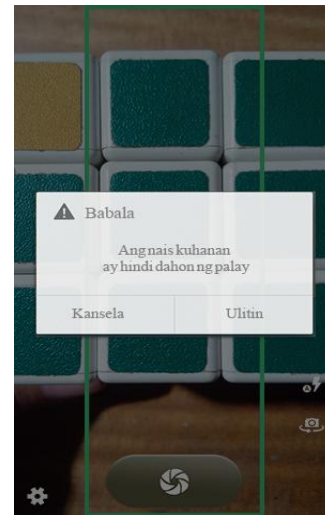 Babala
Ang nais kuhanan
ay hindi dahon ng palay
Kansela
Ulitin